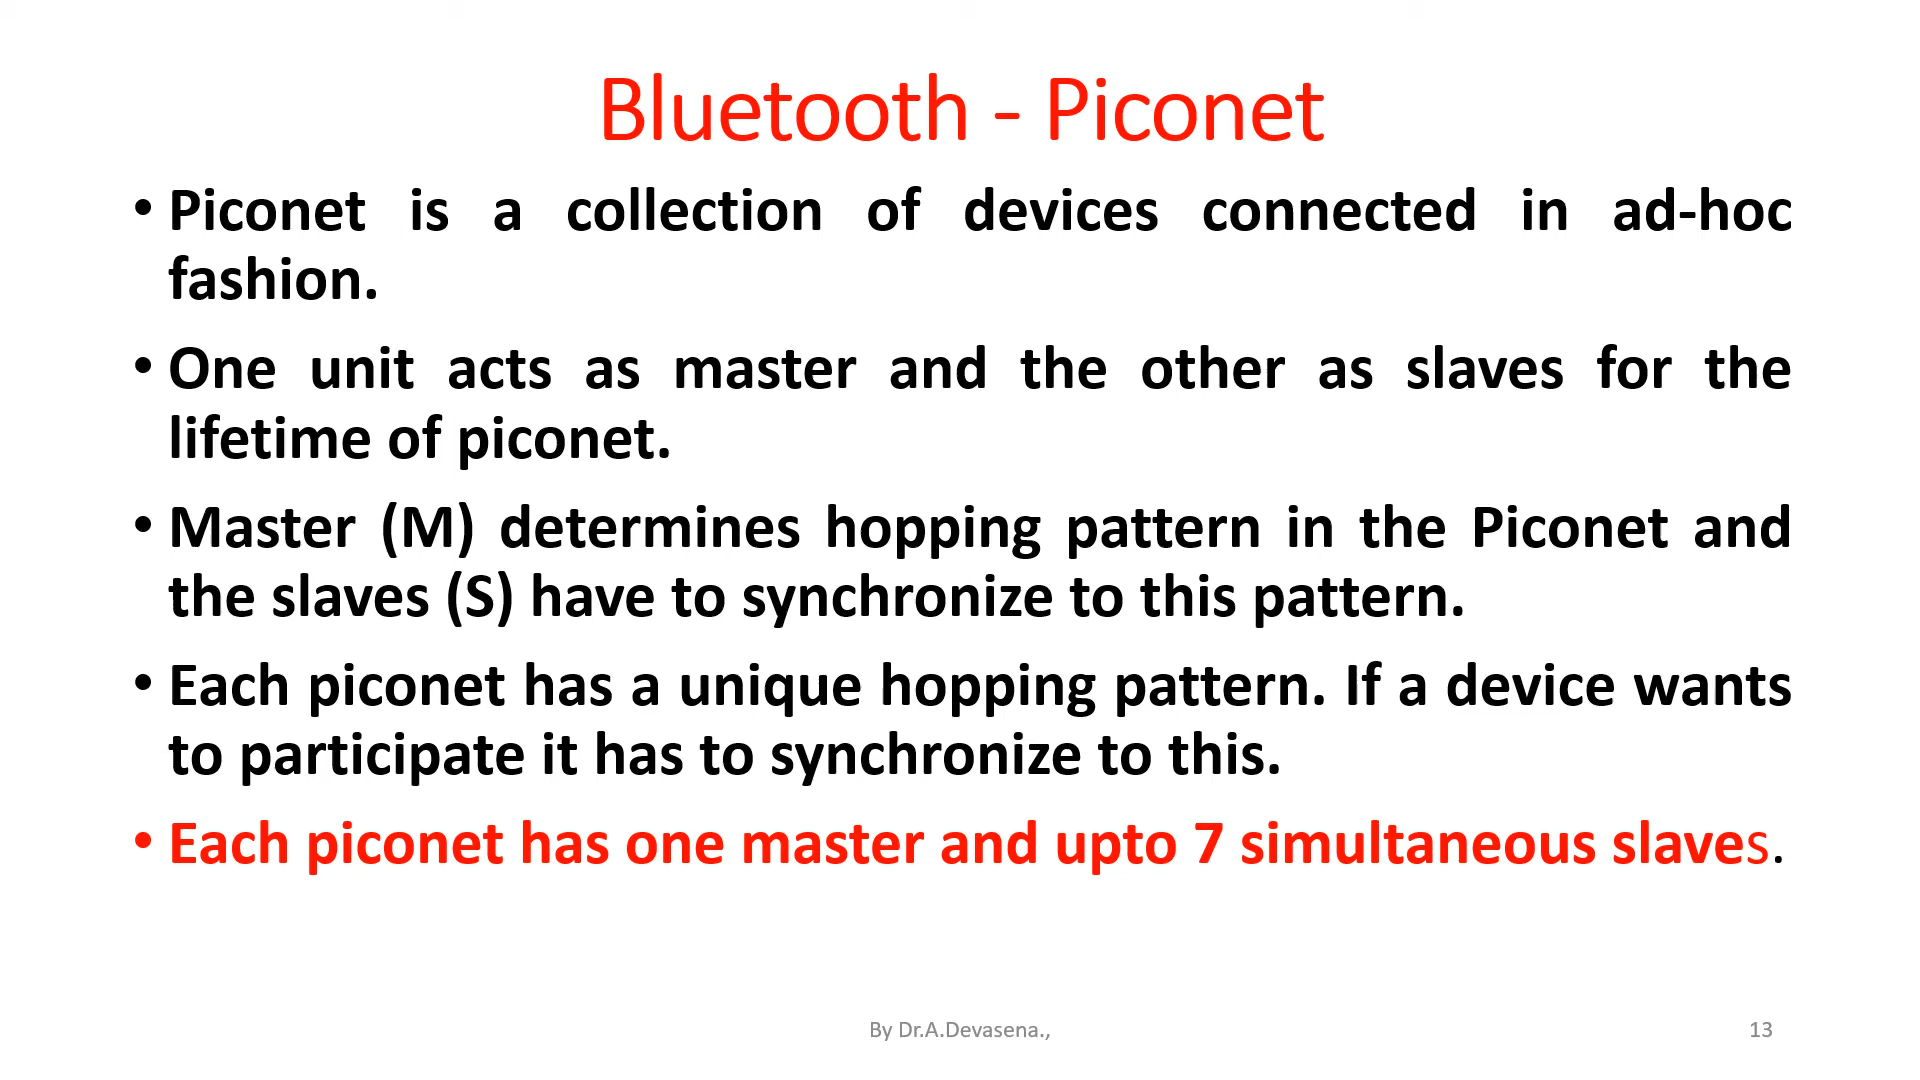 Bluetooth - Piconet
• Piconet is a collection of devices connected in ad-hoc
fashion.
• One unit acts as master and the other as slaves for the
lifetime of piconet.
• Master (M) determines hopping pattern in the Piconet and
the slaves (S) have to synchronize to this pattern.
• Each piconet has a unique hopping pattern. If a device wants
to participate it has to synchronize to this.
• Each piconet has one master and upto 7 simultaneous slaves.
By Dr.A.Devasena.,
13